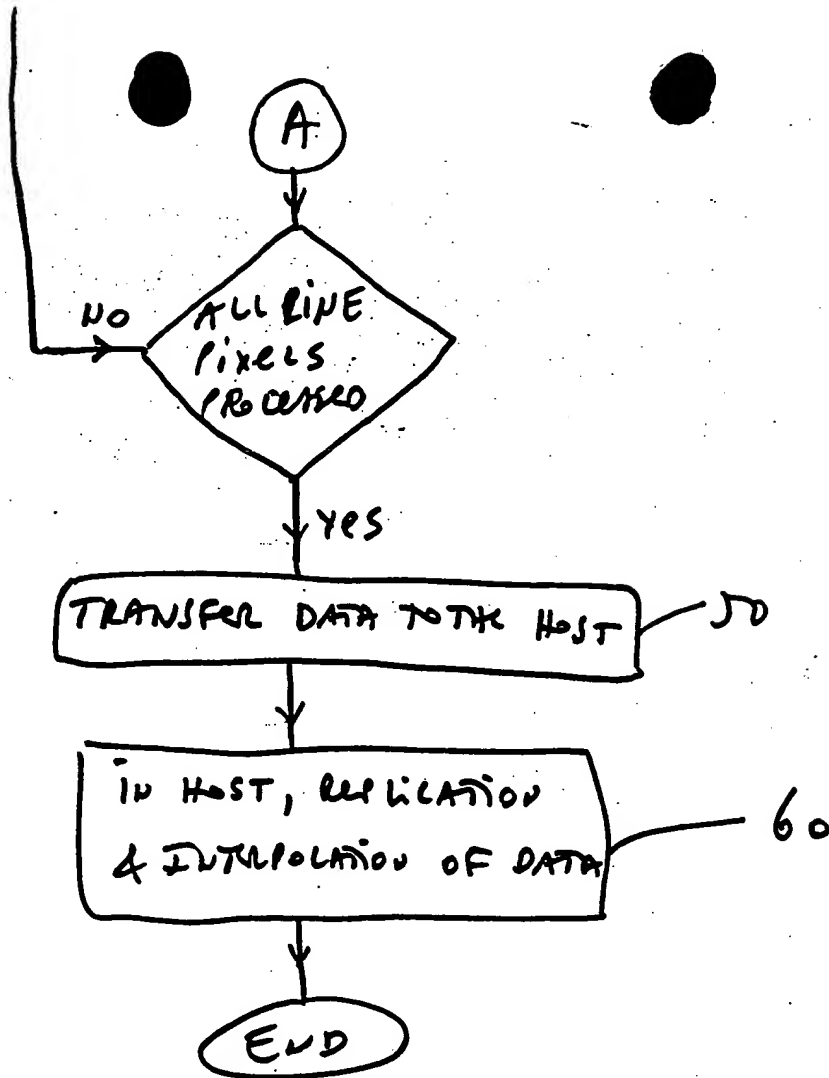 A
NO
ALL LINE
PIXELS
PROCESSED
YES
TRANSFER DATA TO THE HOST
50
IN HOST, REPLICATION
& INTERPOLATION OF DATA
60
END